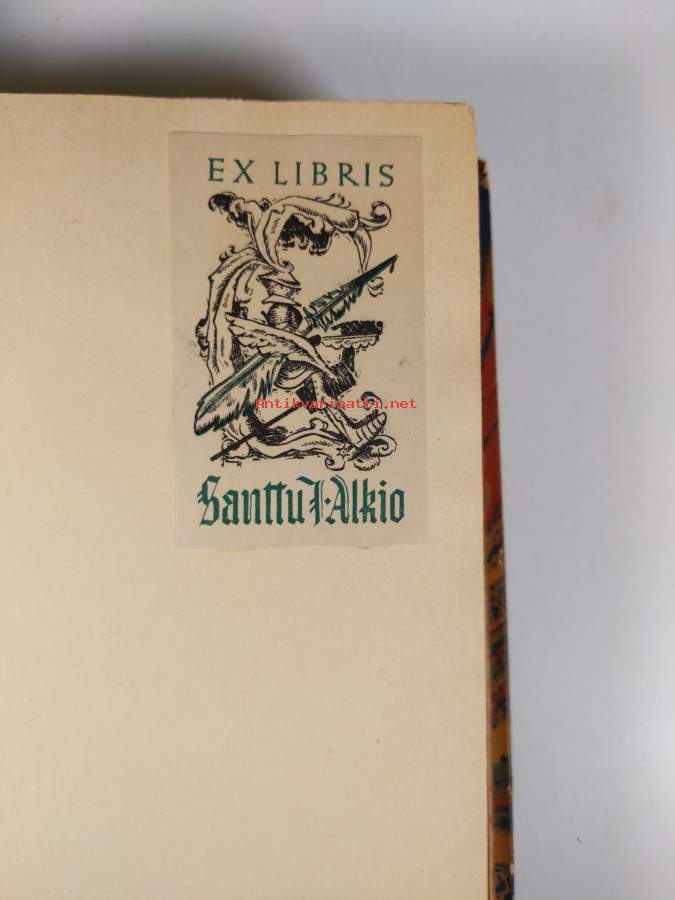 EX LIBRIS
Antikvariaatti.net
Santtu J. Alkio